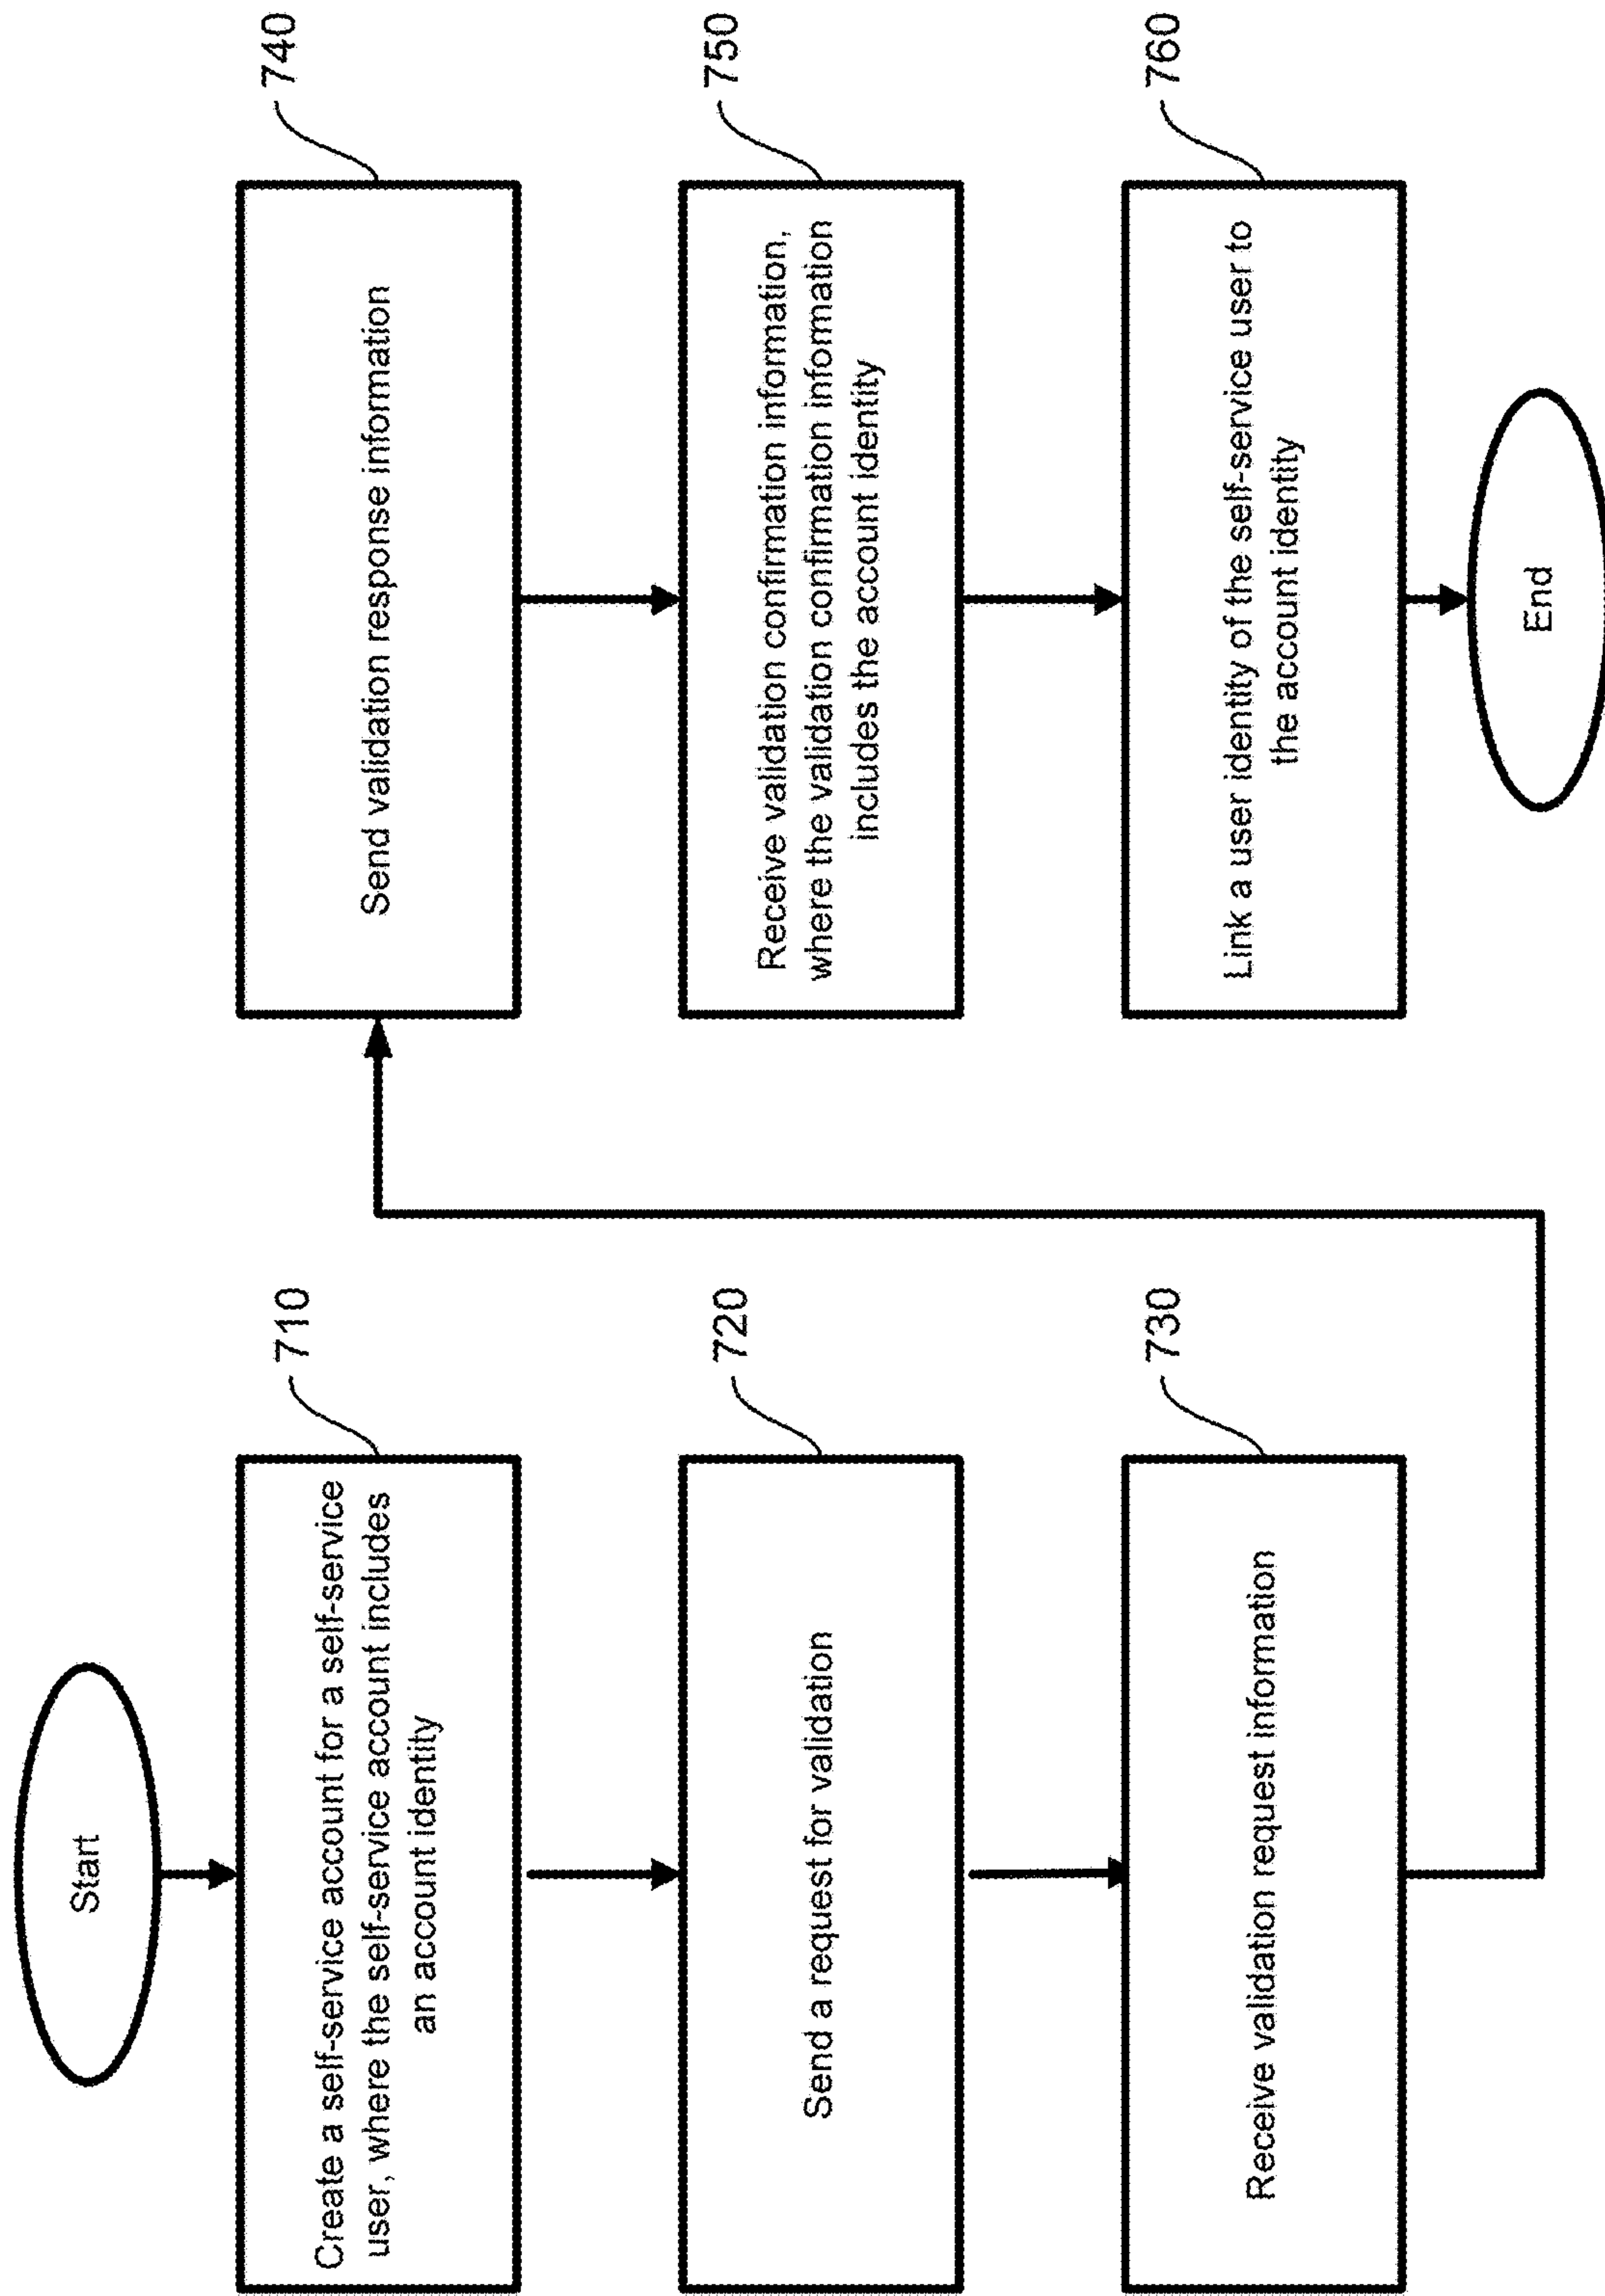 Start
Create a self-service account for a self-service
user, where the self-service account includes
an account identity
710
Send a request for validation
720
Receive validation request information
730
Send validation response information
740
Receive validation confirmation information,
where the validation confirmation information
includes the account identity
750
Link a user identity of the self-service user to
the account identity
760
End